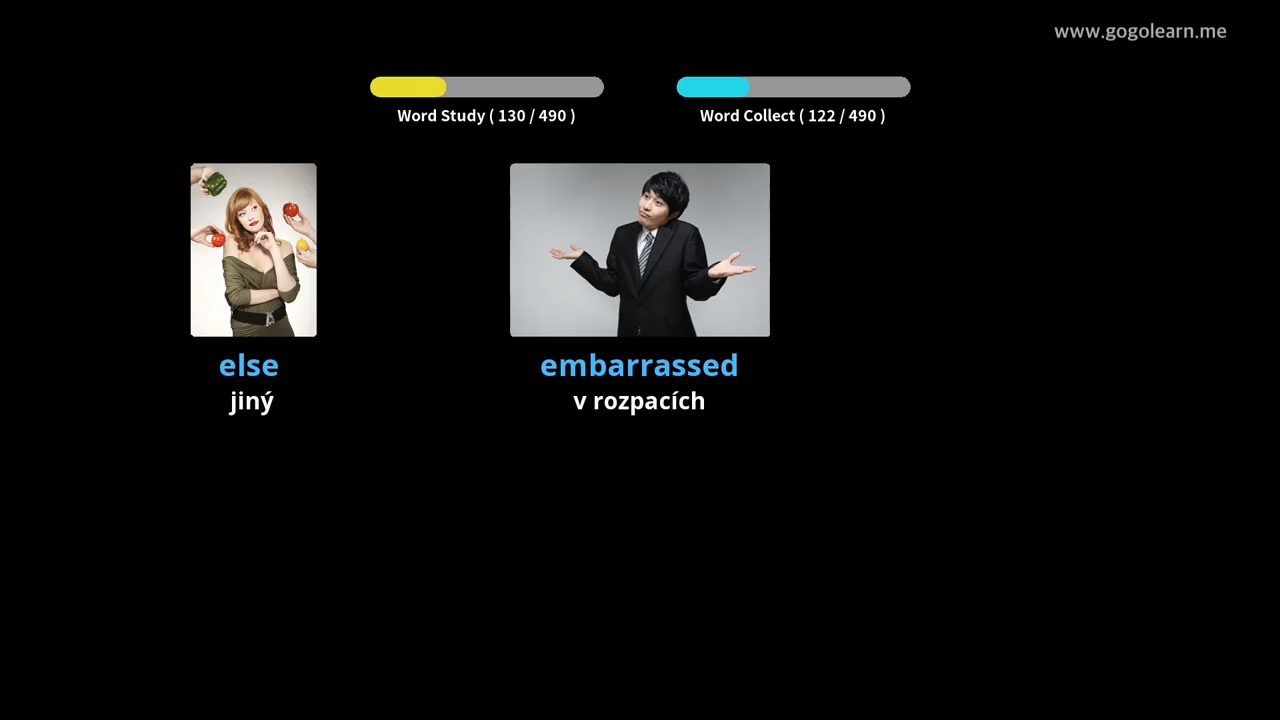 www.gogolearn.me
Word Study ( 130 / 490 )
Word Collect ( 122 / 490 )
else
jiný
embarrassed
v rozpacích